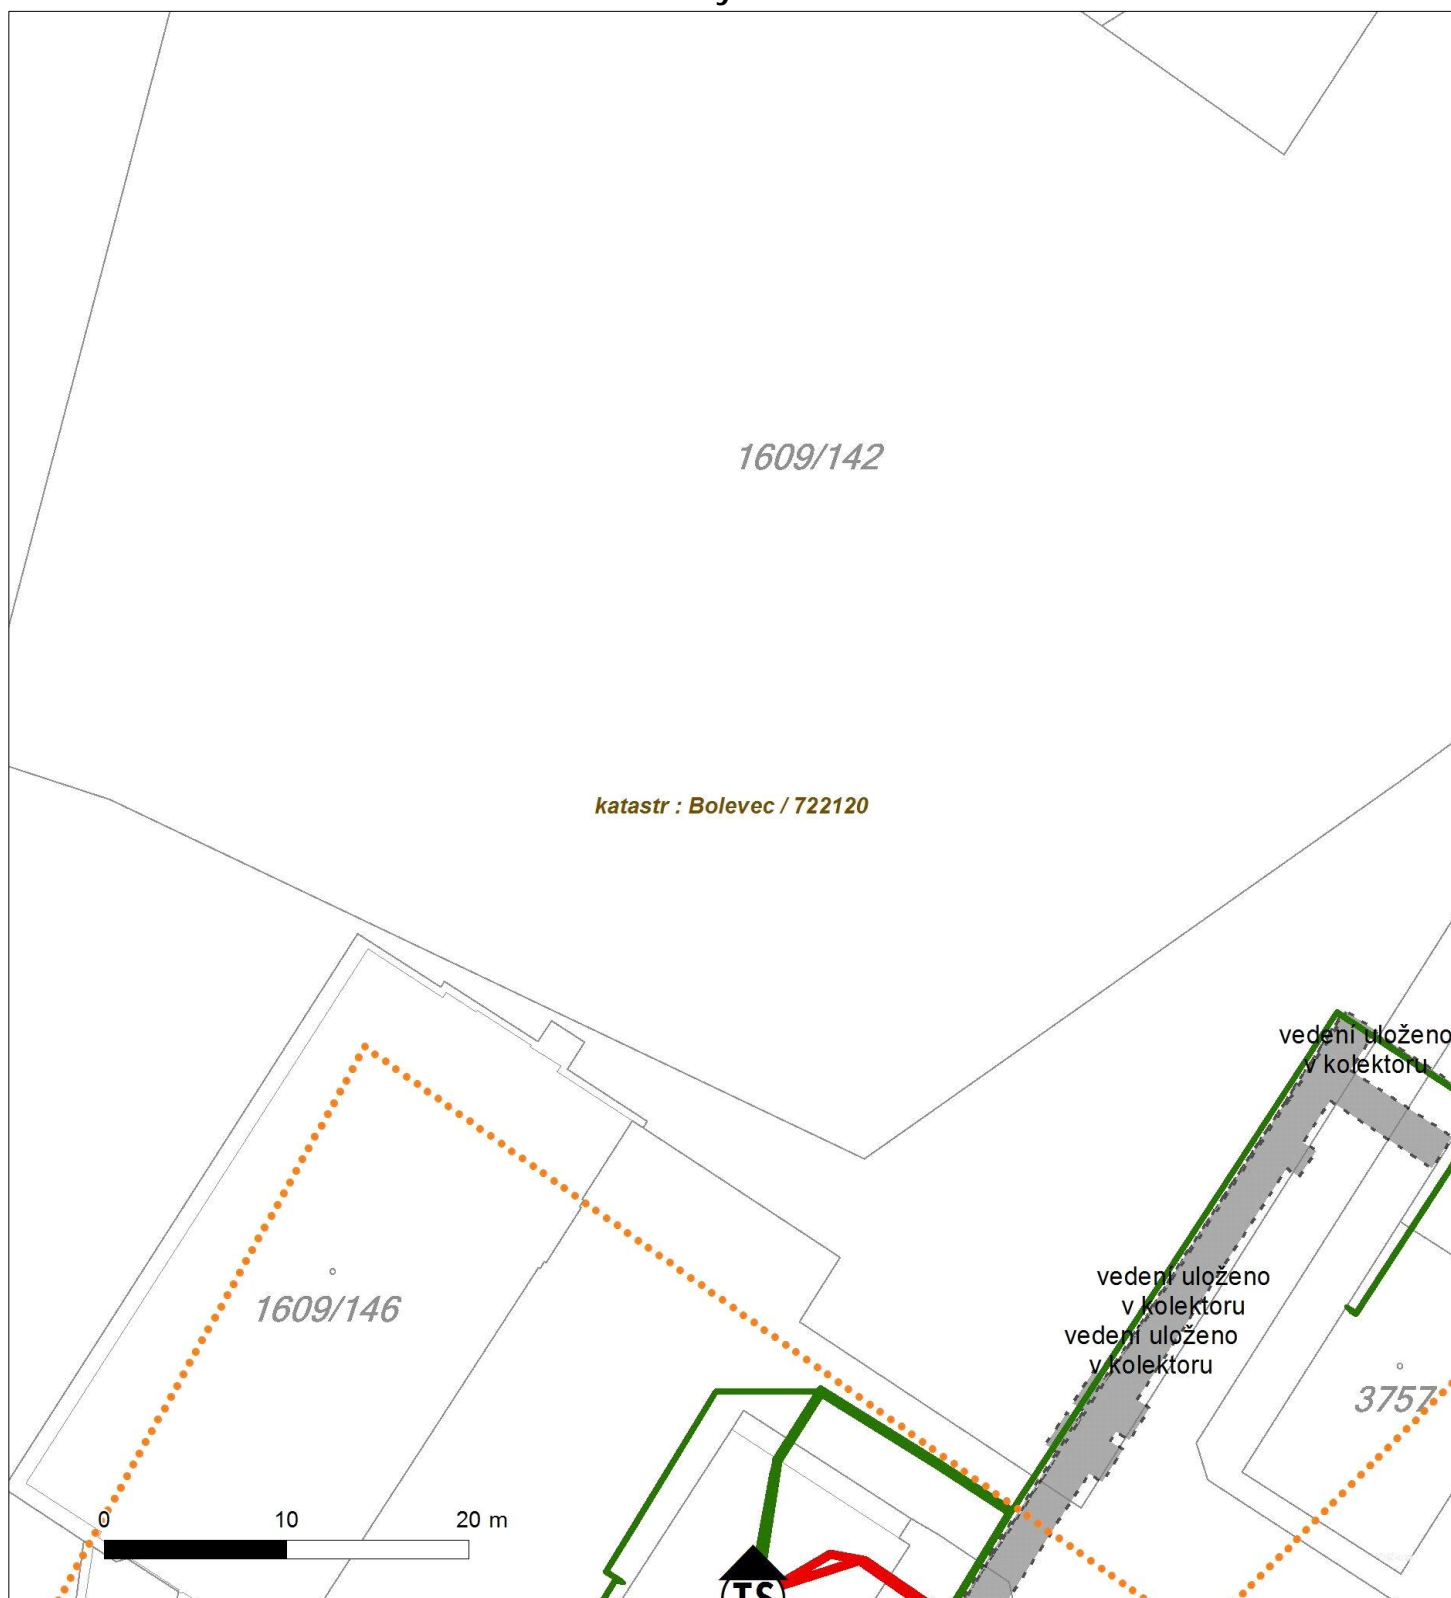 1609/142
katastr : Bolevec / 722120
vedení uloženo
v kolektoru
vedení uloženo
v kolektoru
1609/146
vedení uloženo
v kolektoru
3757
0 10 20 m
TS